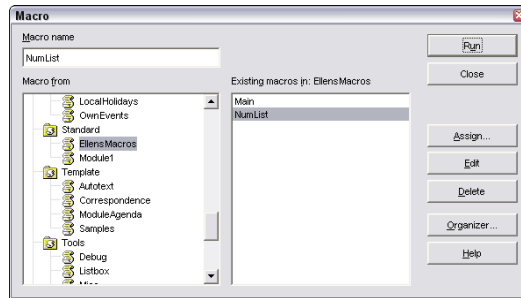 Macro
Macro name
NumList
Macro from
LocalHolidays
OwnEvents
Standard
EllensMacros
Module1
Template
Autotext
Correspondence
ModuleAgenda
Samples
Tools
Debug
Listbox
Misc
Existing macros in: EllensMacros
Main
NumList
Run
Close
Assign...
Edit
Delete
Organizer...
Help